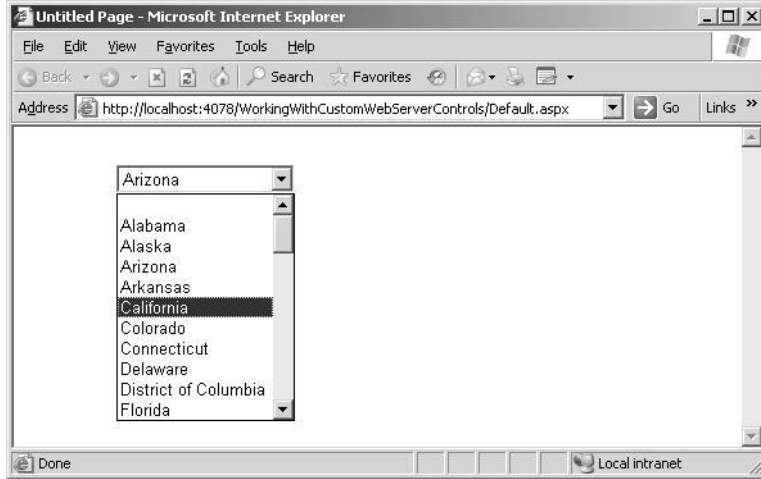 Untitled Page - Microsoft Internet Explorer
File Edit View Favorites Tools Help
Back Search Favorites
Address http://localhost:4078/WorkingWithCustomWebServerControls/Default.aspx Go Links »
Arizona
Alabama
Alaska
Arizona
Arkansas
California
Colorado
Connecticut
Delaware
District of Columbia
Florida
Done Local intranet